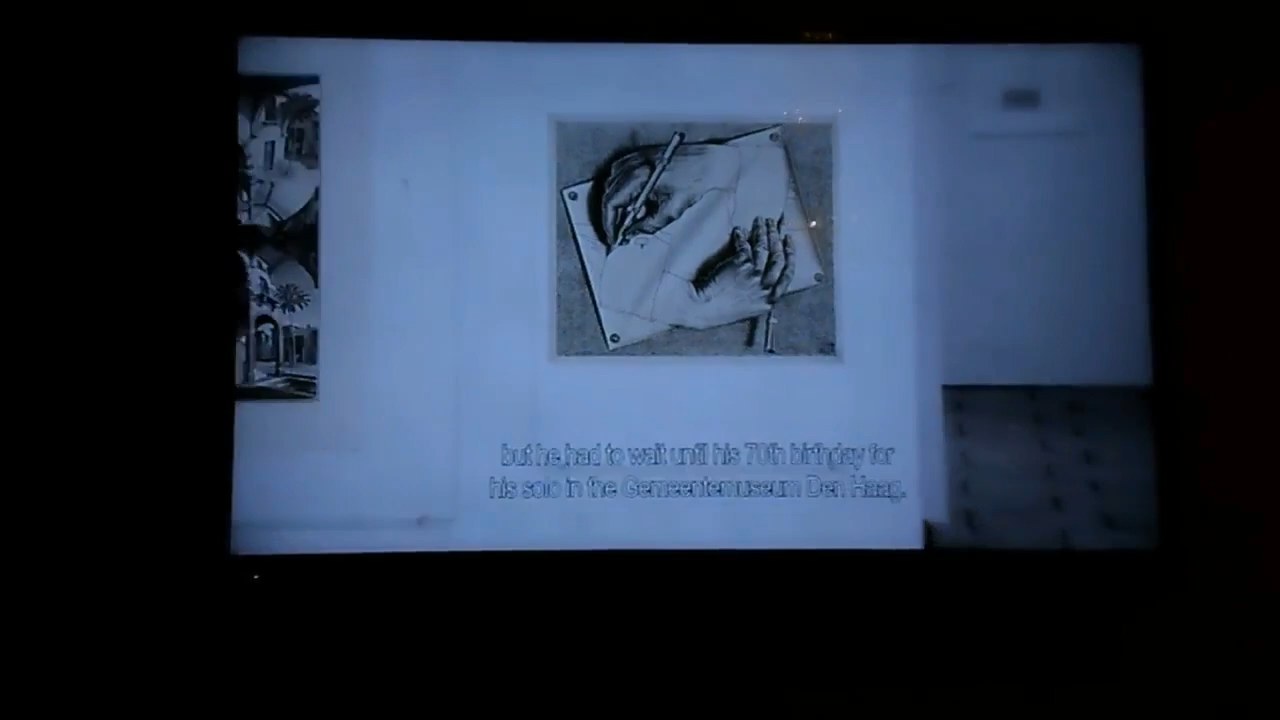 but he had to wait until his 70th birthday for
his solo in the Gemeentemuseum Den Haag.